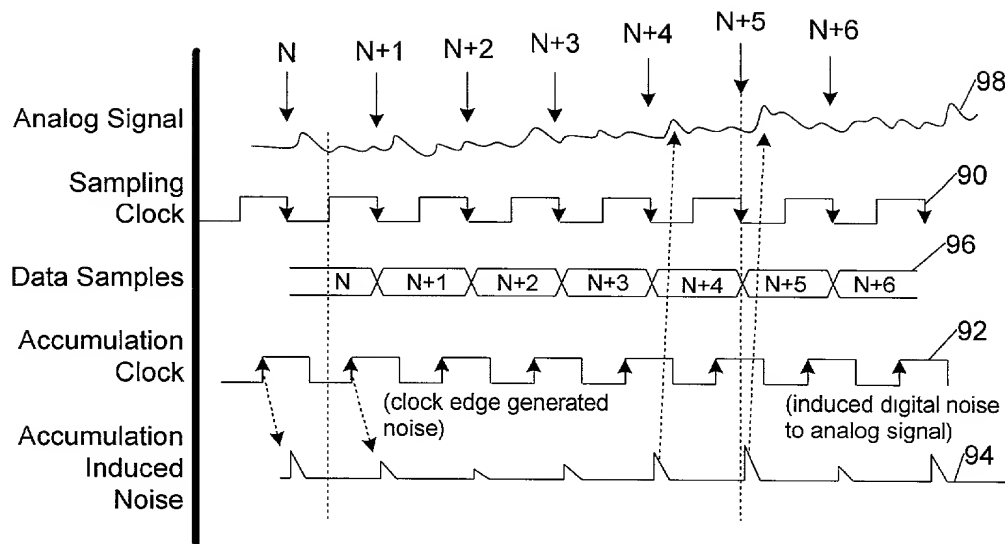 N N+1 N+2 N+3 N+4 N+5 N+6
Analog Signal
98
Sampling
Clock
90
Data Samples
N N+1 N+2 N+3 N+4 N+5 N+6
96
Accumulation
Clock
92
(clock edge generated
noise)
(induced digital noise
to analog signal)
Accumulation
Induced
Noise
94